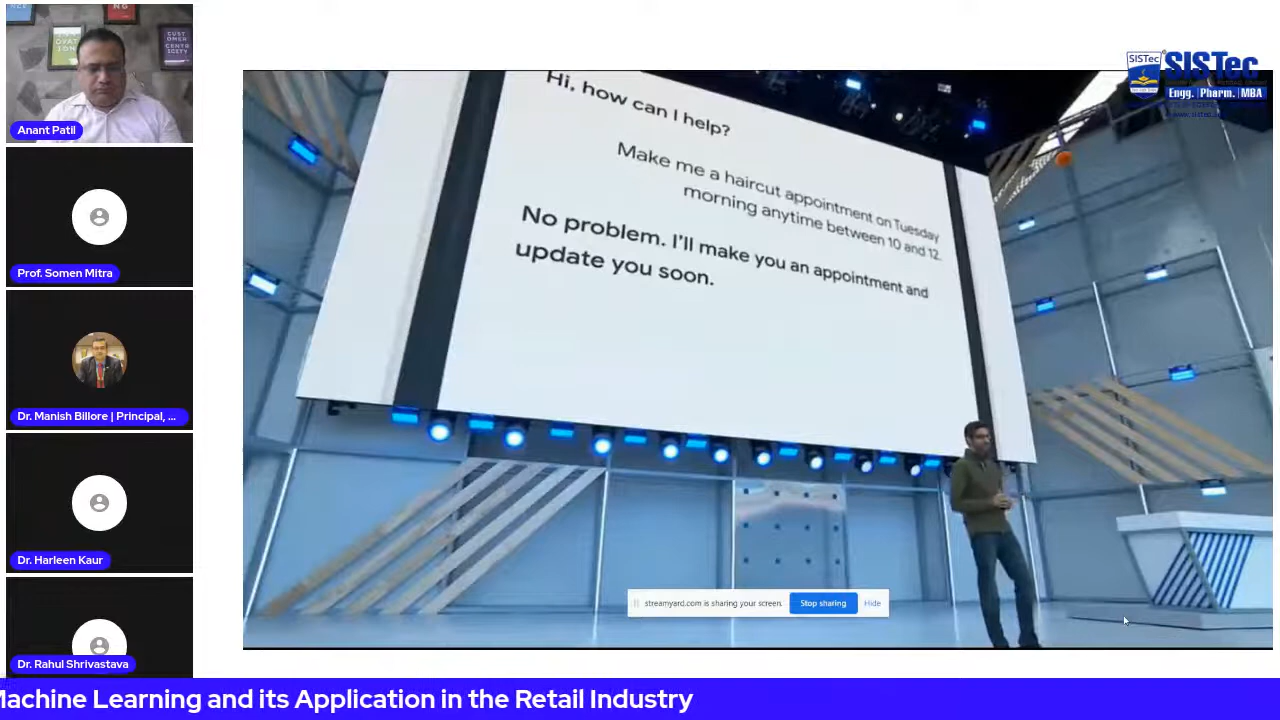 Anant Patil
Prof. Somen Mitra
Dr. Manish Billore | Principal, ...
Dr. Harleen Kaur
Dr. Rahul Shrivastava
Hi, how can I help?
Make me a haircut appointment on Tuesday
morning anytime between 10 and 12.
No problem. I'll make you an appointment and
update you soon.
streamyard.com is sharing your screen.
Stop sharing
Hide
SISTec
SISTec
Engg. | Pharm. | MBA
Machine Learning and its Application in the Retail Industry